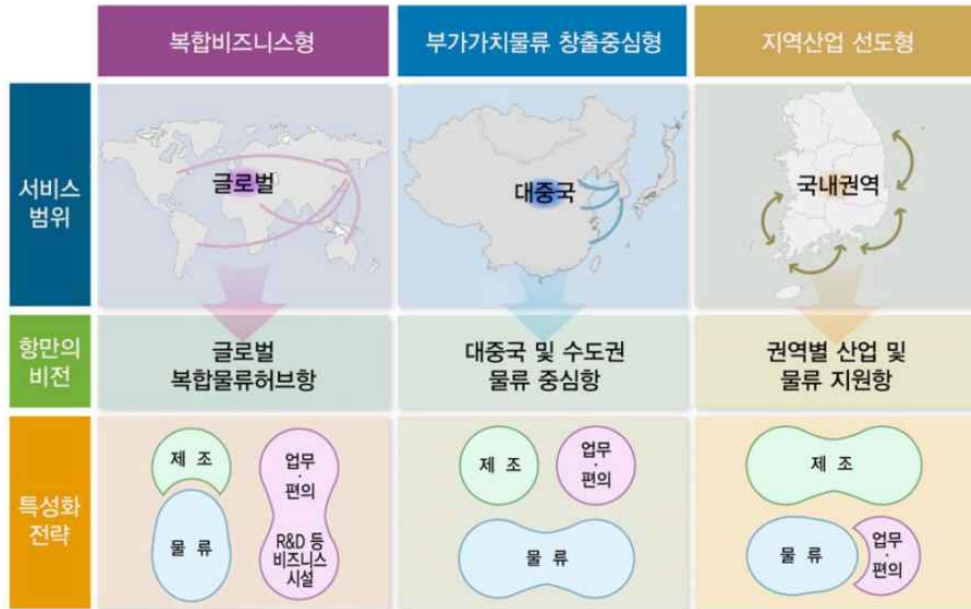 복합비즈니스형
부가가치물류 창출중심형
지역산업 선도형
서비스
범위
글로벌
대중국
국내권역
항만의
비전
글로벌
복합물류허브항
대중국 및 수도권
물류 중심항
권역별 산업 및
물류 지원항
특성화
전략
제 조
물 류
업무
·
편의
R&D 등
비즈니스
시설
제 조
업무
·
편의
물 류
제 조
물 류
업무
·
편의